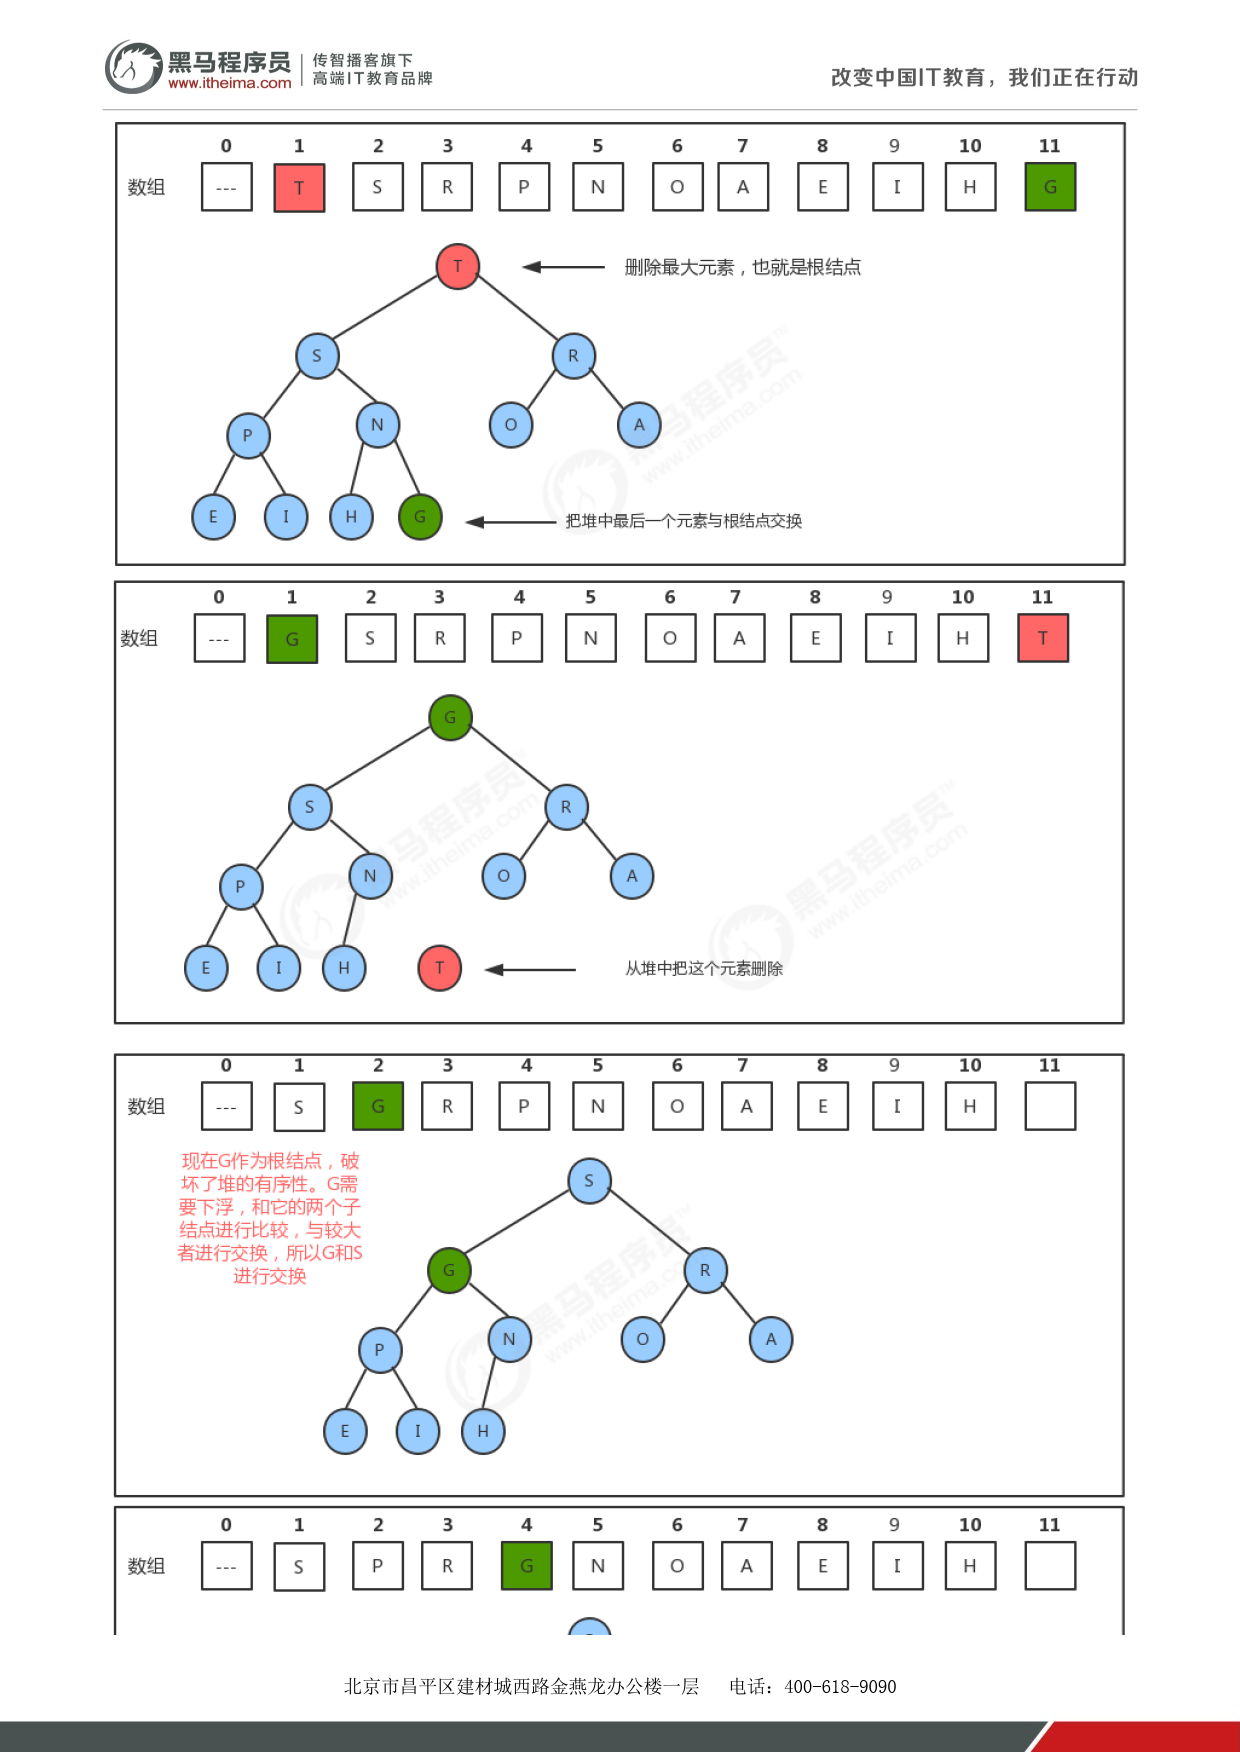 黑马程序员 传智播客旗下
www.itheima.com 高端IT教育品牌
改变中国IT教育，我们正在行动
0 1 2 3 4 5 6 7 8 9 10 11
数组 --- T S R P N O A E I H G
T
删除最大元素，也就是根结点
S R
P N O A
E I H G
把堆中最后一个元素与根结点交换
0 1 2 3 4 5 6 7 8 9 10 11
数组 --- G S R P N O A E I H T
G
S R
P N O A
E I H T
从堆中把这个元素删除
0 1 2 3 4 5 6 7 8 9 10 11
数组 --- S G R P N O A E I H
现在G作为根结点，破
坏了堆的有序性。G需
要下浮，和它的两个子
结点进行比较，与较大
者进行交换，所以G和S
进行交换
S
G R
P N O A
E I H
0 1 2 3 4 5 6 7 8 9 10 11
数组 --- S P R G N O A E I H
北京市昌平区建材城西路金燕龙办公楼一层 电话：400-618-9090